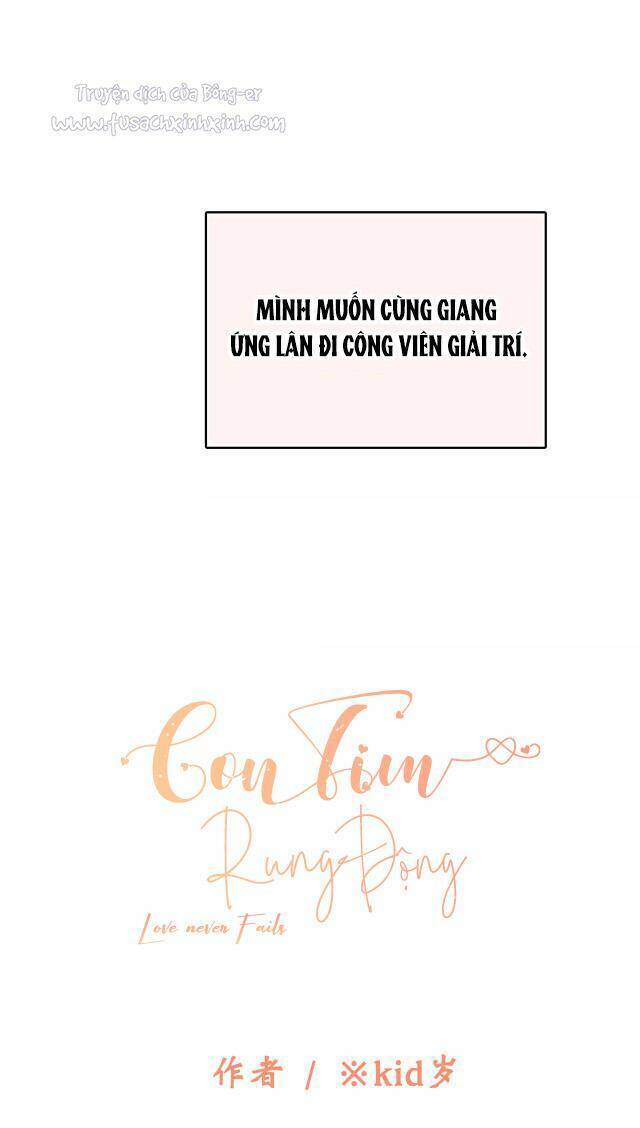 Truyện dịch của Bông-er
www.tusachxinhxinh.com
MÌNH MUỐN CÙNG GIANG
ỨNG LÂN ĐI CÔNG VIÊN GIẢI TRÍ.
Con Tim
Rung Động
Love never Fails
作者 / ※kid岁